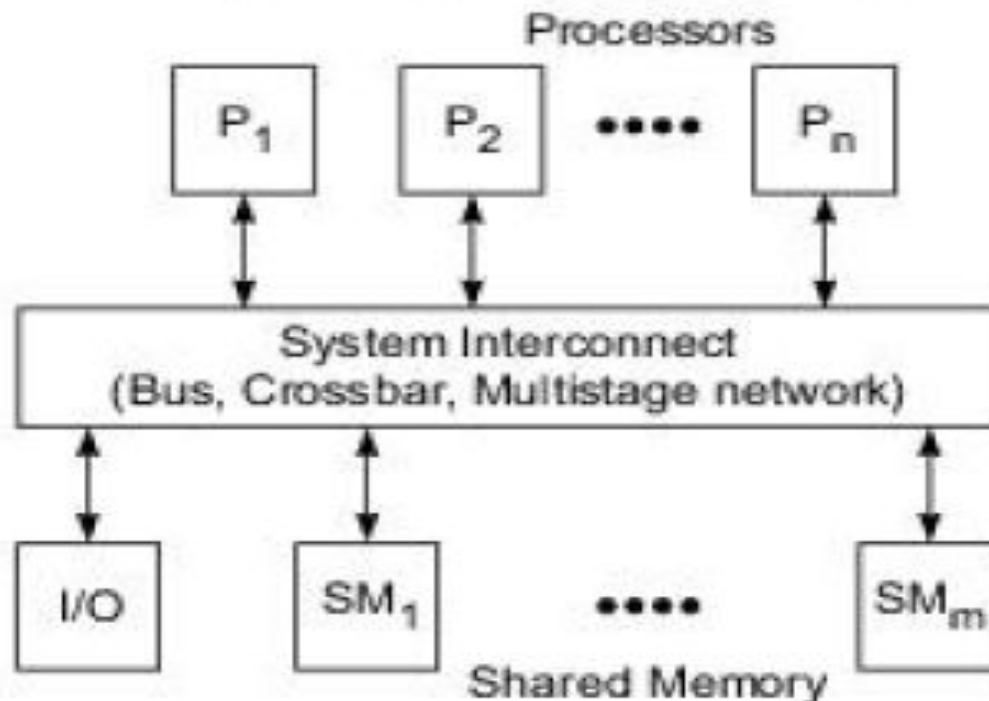 Processors
P1 P2 •••• Pn
System Interconnect
(Bus, Crossbar, Multistage network)
I/O SM1 •••• SMm
Shared Memory